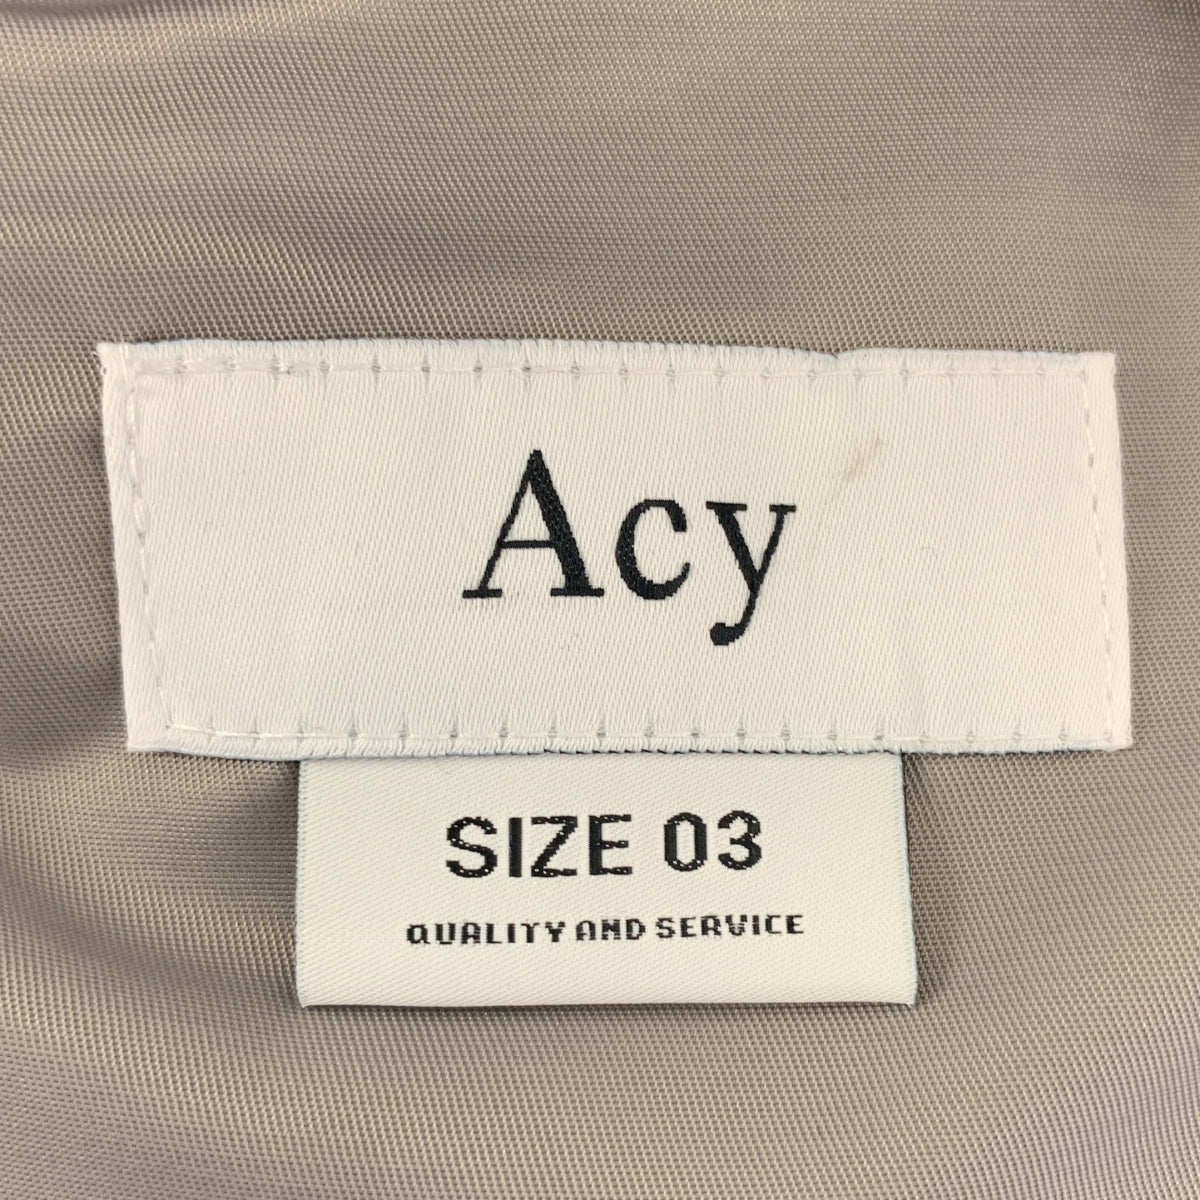 Acy
SIZE 03
QUALITY AND SERVICE